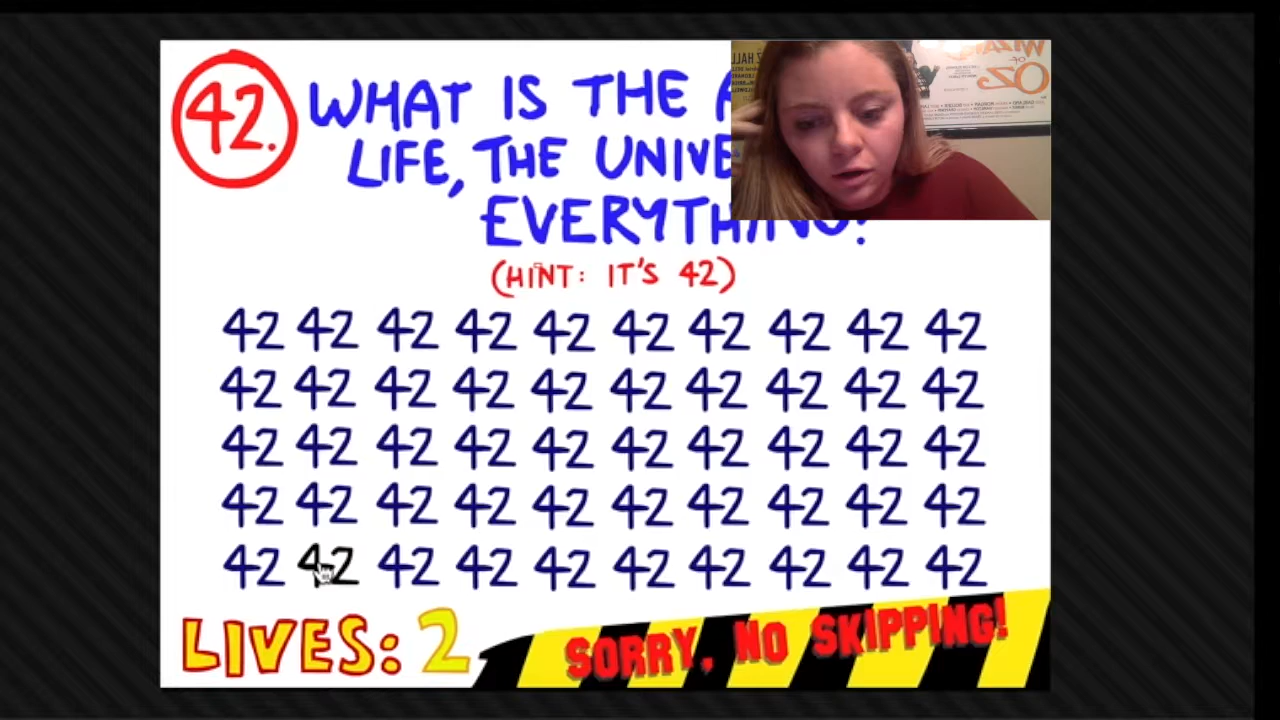 42. WHAT IS THE
LIFE, THE UNIVE
EVERYTHING?
(HINT: IT'S 42)
42 42 42 42 42 42 42 42 42 42
42 42 42 42 42 42 42 42 42 42
42 42 42 42 42 42 42 42 42 42
42 42 42 42 42 42 42 42 42 42
42 42 42 42 42 42 42 42 42 42
LIVES: 2
SORRY, NO SKIPPING!
OF
OZ